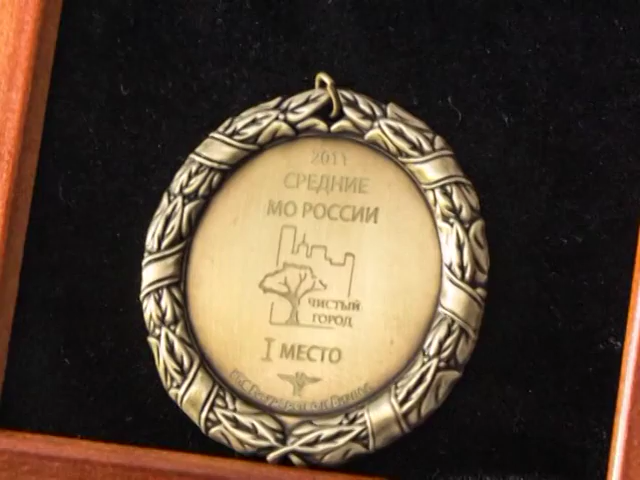 2011
СРЕДНИЕ
МО РОССИИ
ЧИСТЫЙ
ГОРОД
I МЕСТО